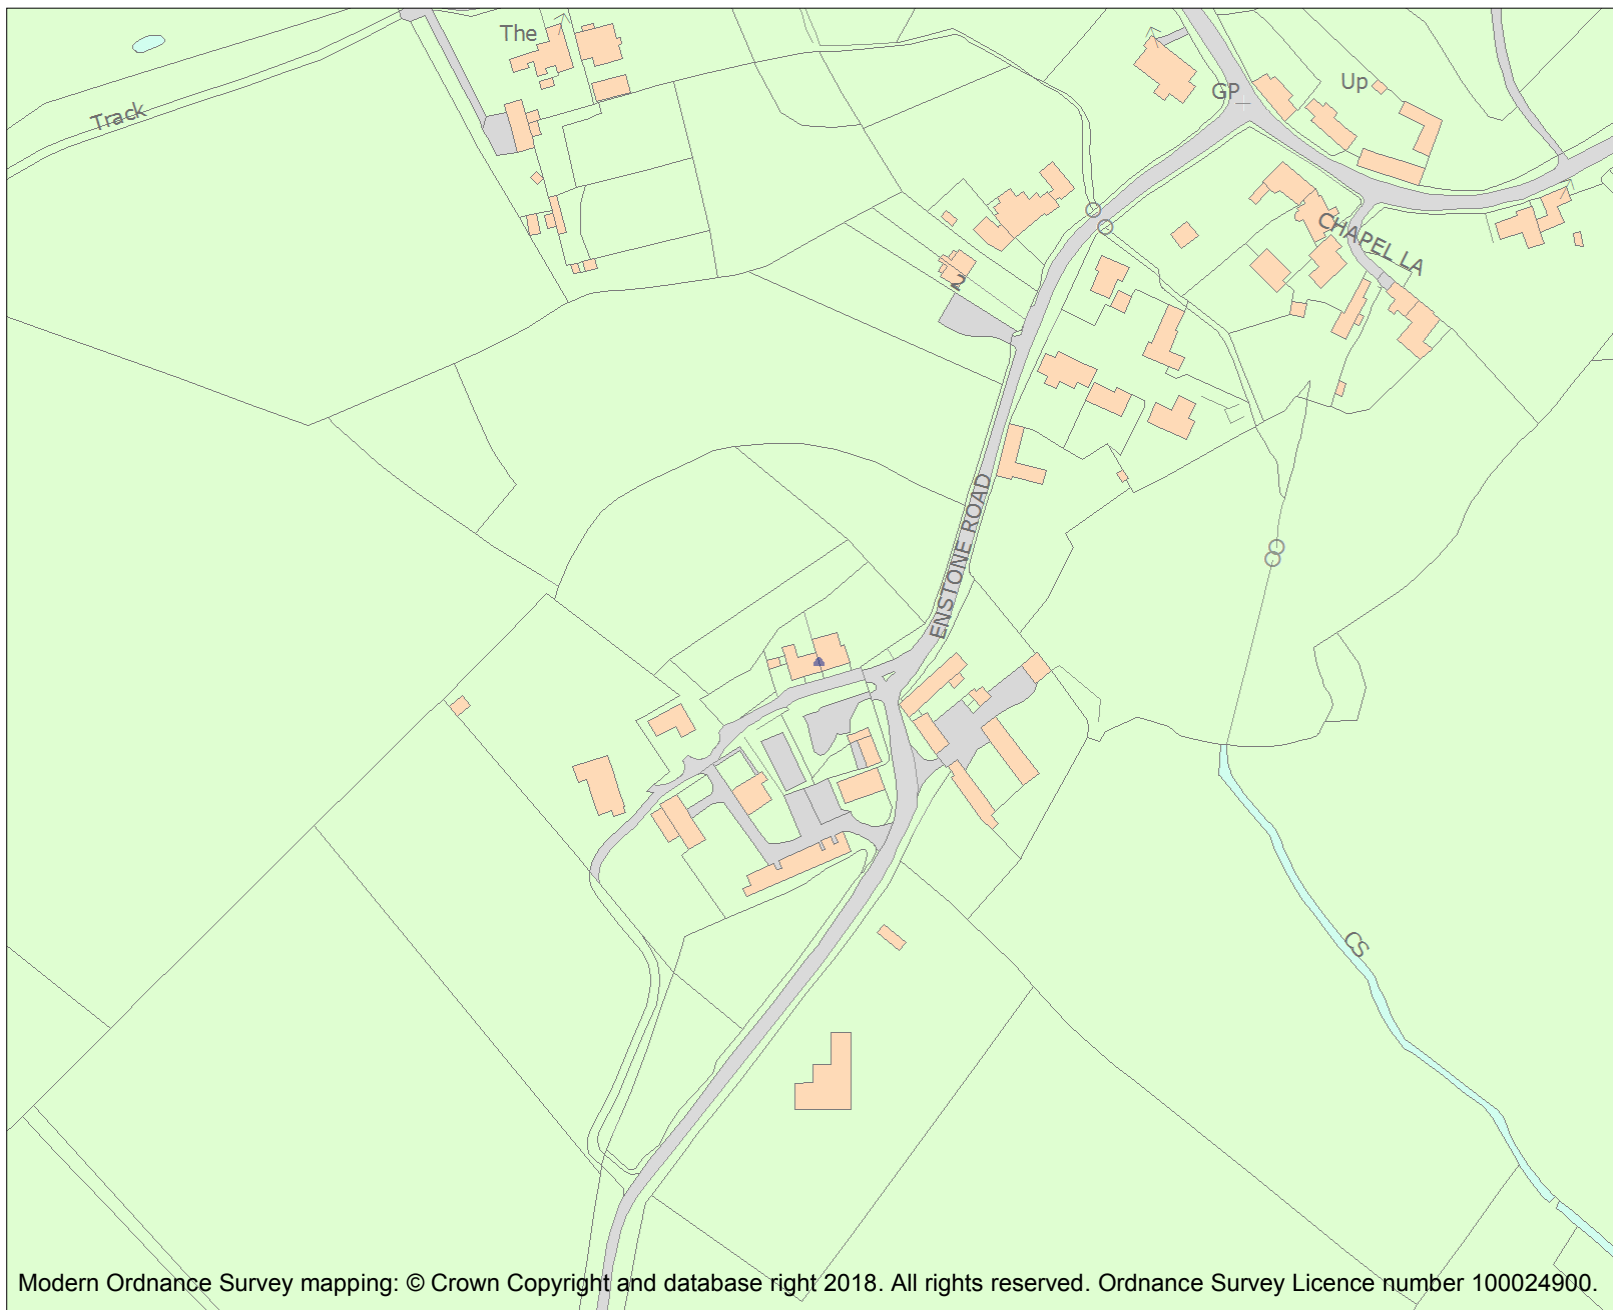 The
Track
GP
Up
CHAPEL LA
2
ENSTONE ROAD
CS
Modern Ordnance Survey mapping: © Crown Copyright and database right 2018. All rights reserved. Ordnance Survey Licence number 100024900.